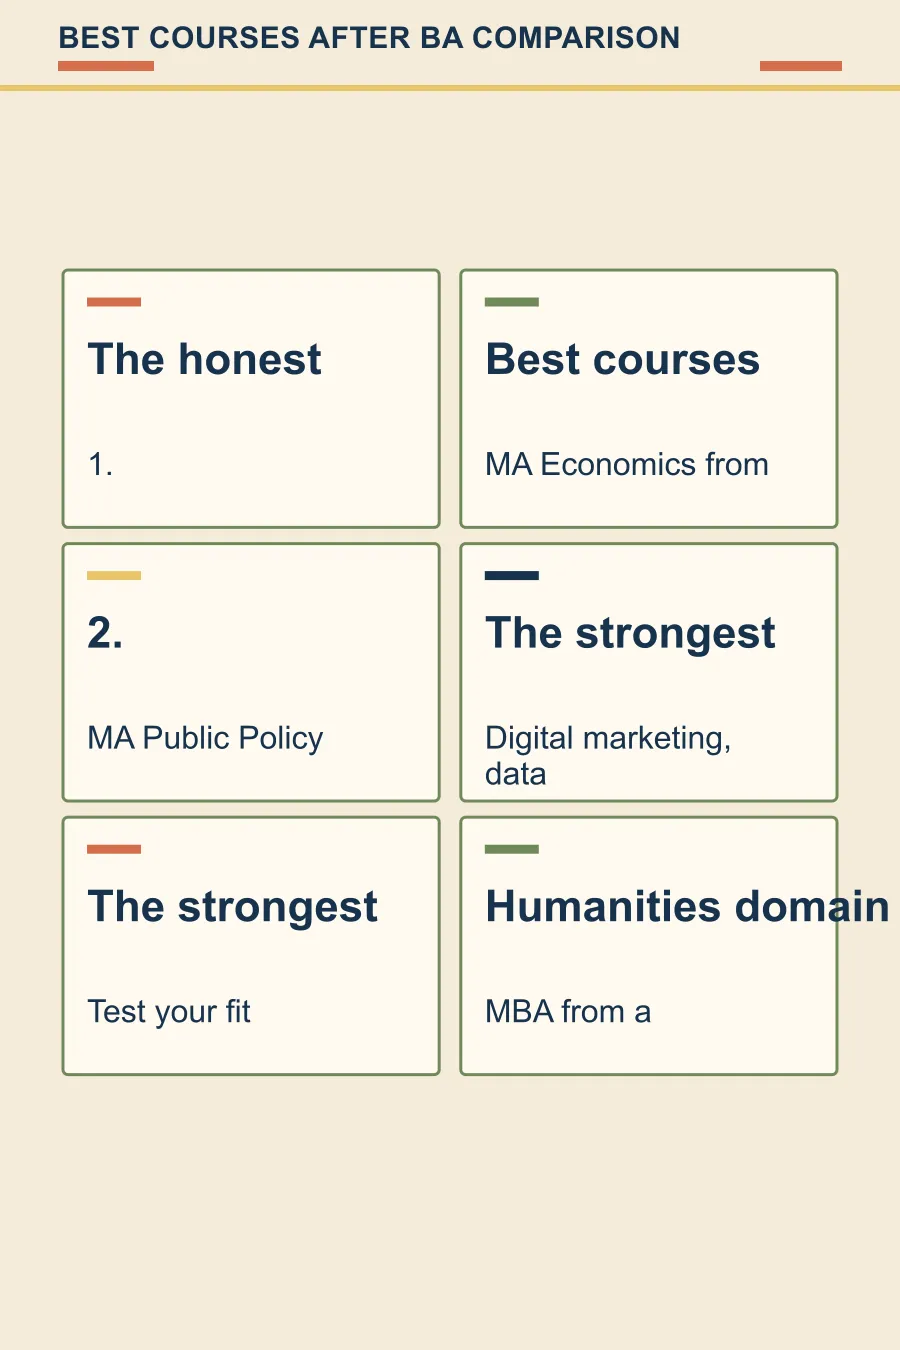 BEST COURSES AFTER BA COMPARISON
The honest
1.
Best courses
MA Economics from
2.
MA Public Policy
The strongest
Digital marketing,
data
The strongest
Test your fit
Humanities domain
MBA from a